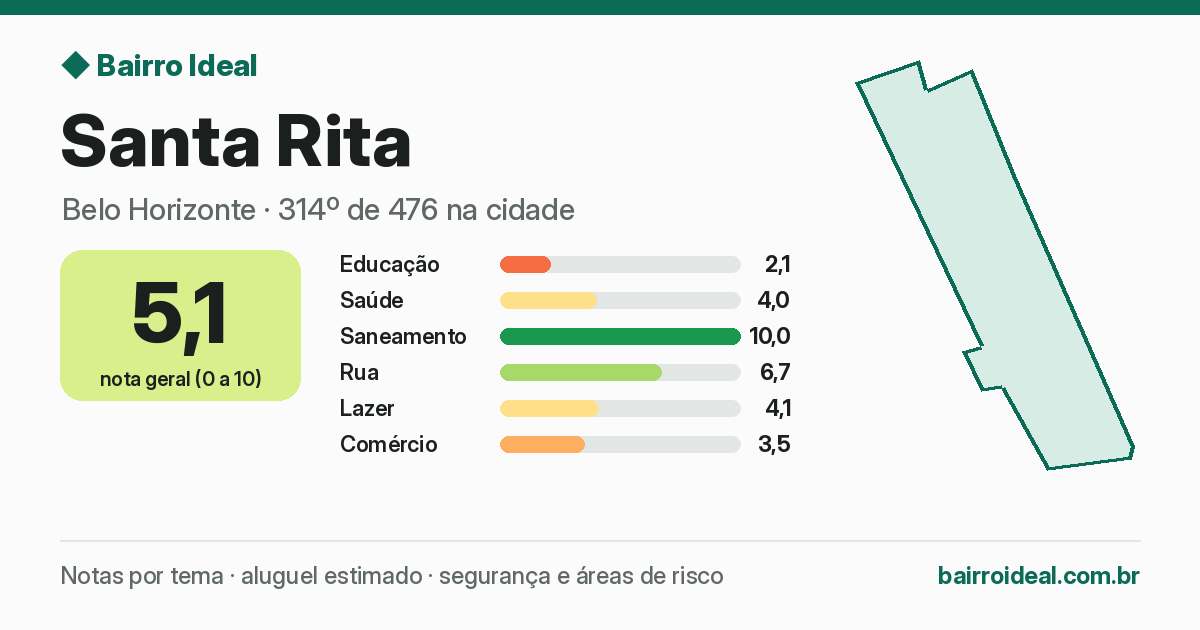 Bairro Ideal
Santa Rita
Belo Horizonte · 314º de 476 na cidade
5,1
nota geral (0 a 10)
Educação 2,1
Saúde 4,0
Saneamento 10,0
Rua 6,7
Lazer 4,1
Comércio 3,5
Notas por tema · aluguel estimado · segurança e áreas de risco
bairroideal.com.br